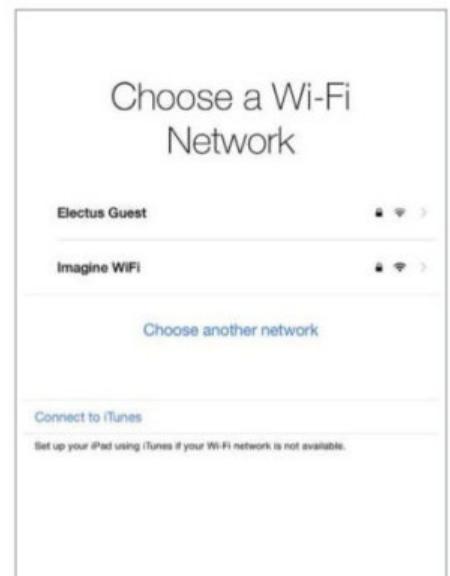 Choose a Wi-Fi
Network
Electus Guest
Imagine WiFi
Choose another network
Connect to iTunes
Set up your iPad using iTunes if your Wi-Fi network is not available.